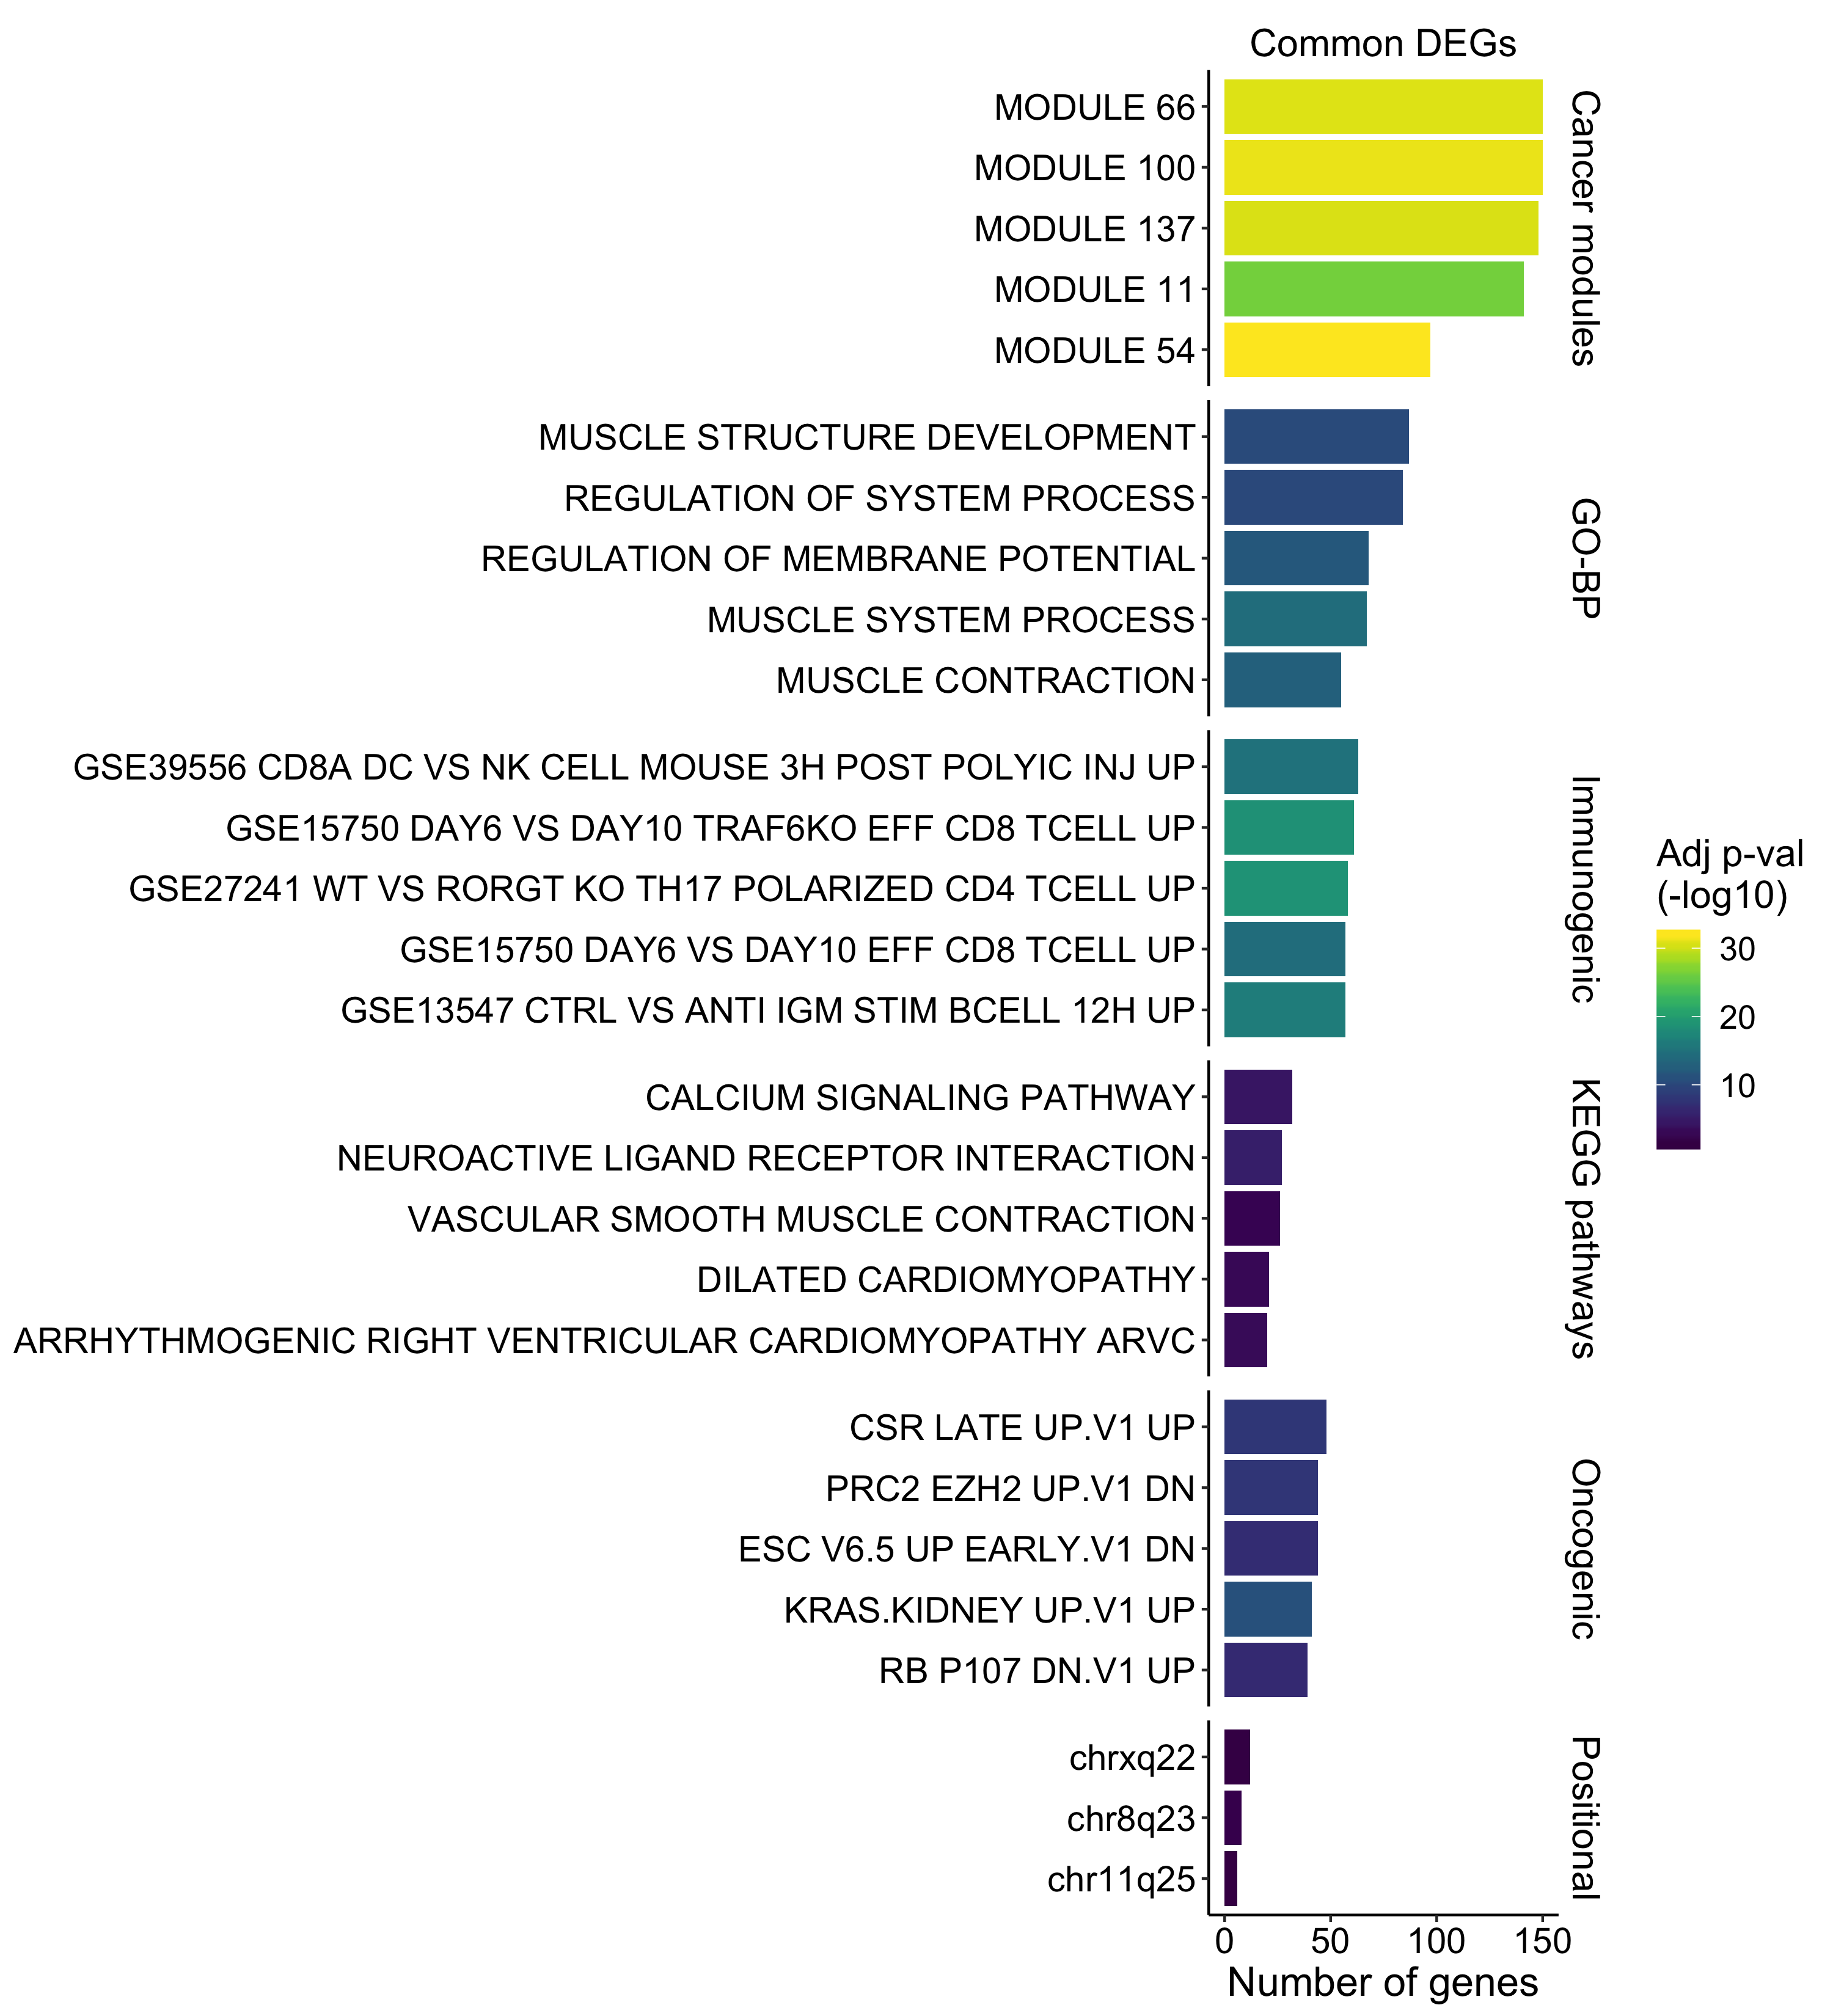 Common DEGs
MODULE 66
MODULE 100
MODULE 137
MODULE 11
MODULE 54
Cancer modules
MUSCLE STRUCTURE DEVELOPMENT
REGULATION OF SYSTEM PROCESS
REGULATION OF MEMBRANE POTENTIAL
MUSCLE SYSTEM PROCESS
MUSCLE CONTRACTION
GO-BP
GSE39556 CD8A DC VS NK CELL MOUSE 3H POST POLYIC INJ UP
GSE15750 DAY6 VS DAY10 TRAF6KO EFF CD8 TCELL UP
GSE27241 WT VS RORGT KO TH17 POLARIZED CD4 TCELL UP
GSE15750 DAY6 VS DAY10 EFF CD8 TCELL UP
GSE13547 CTRL VS ANTI IGM STIM BCELL 12H UP
Immunogenic
CALCIUM SIGNALING PATHWAY
NEUROACTIVE LIGAND RECEPTOR INTERACTION
VASCULAR SMOOTH MUSCLE CONTRACTION
DILATED CARDIOMYOPATHY
ARRHYTHMOGENIC RIGHT VENTRICULAR CARDIOMYOPATHY ARVC
KEGG pathways
CSR LATE UP.V1 UP
PRC2 EZH2 UP.V1 DN
ESC V6.5 UP EARLY.V1 DN
KRAS.KIDNEY UP.V1 UP
RB P107 DN.V1 UP
Oncogenic
chrxq22
chr8q23
chr11q25
Positional
0 50 100 150
Number of genes
Adj p-val
(-log10)
30
20
10